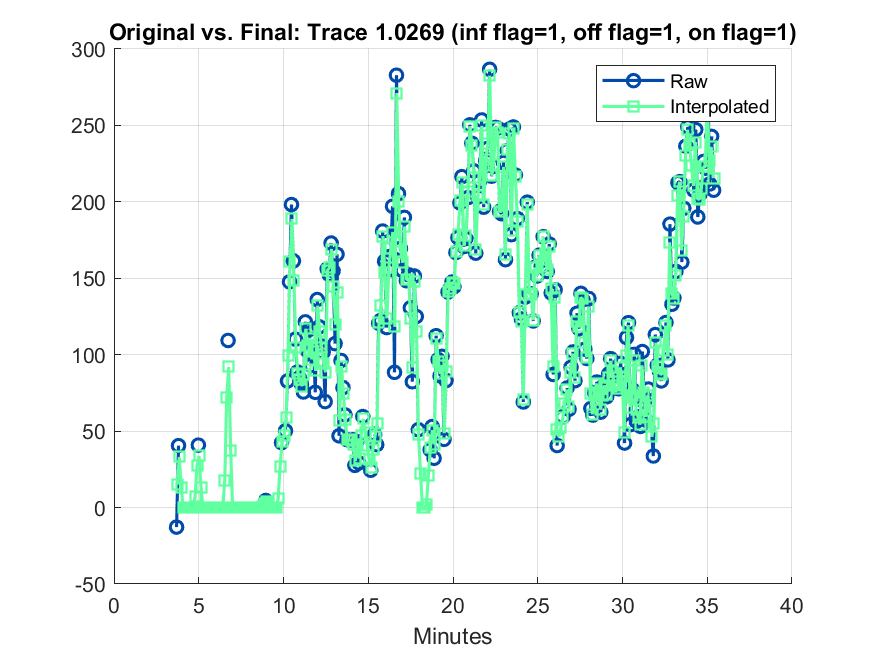 Original vs. Final: Trace 1.0269 (inf flag=1, off flag=1, on flag=1)
300
250
200
150
100
50
0
-50
Raw
Interpolated
0 5 10 15 20 25 30 35 40
Minutes